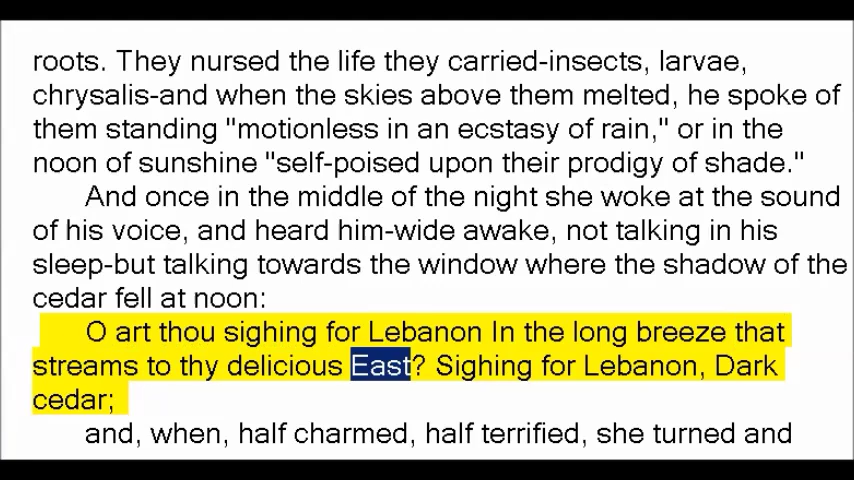 roots. They nursed the life they carried-insects, larvae,
chrysalis-and when the skies above them melted, he spoke of
them standing "motionless in an ecstasy of rain," or in the
noon of sunshine "self-poised upon their prodigy of shade."
And once in the middle of the night she woke at the sound
of his voice, and heard him-wide awake, not talking in his
sleep-but talking towards the window where the shadow of the
cedar fell at noon:
O art thou sighing for Lebanon In the long breeze that
streams to thy delicious East? Sighing for Lebanon, Dark
cedar;
and, when, half charmed, half terrified, she turned and